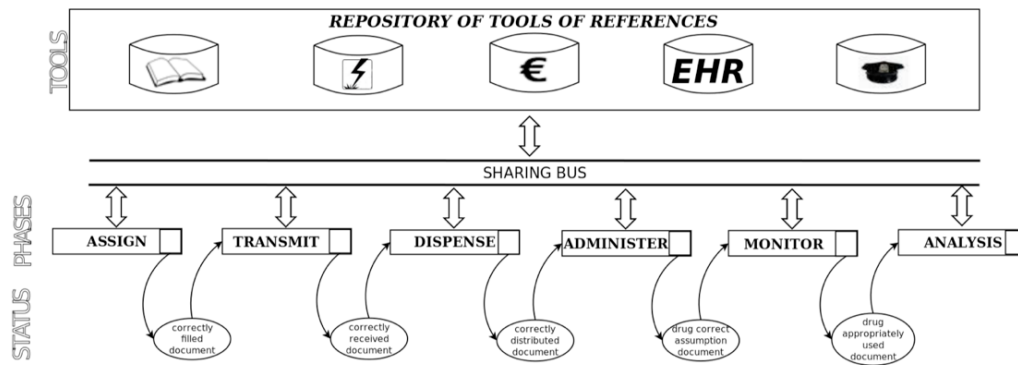 REPOSITORY OF TOOLS OF REFERENCES
TOOLS
€
EHR
SHARING BUS
PHASES
ASSIGN
TRANSMIT
DISPENSE
ADMINISTER
MONITOR
ANALYSIS
STATUS
correctly
filled
document
correctly
received
document
correctly
distributed
document
drug correct
assumption
document
drug
appropriately
used
document